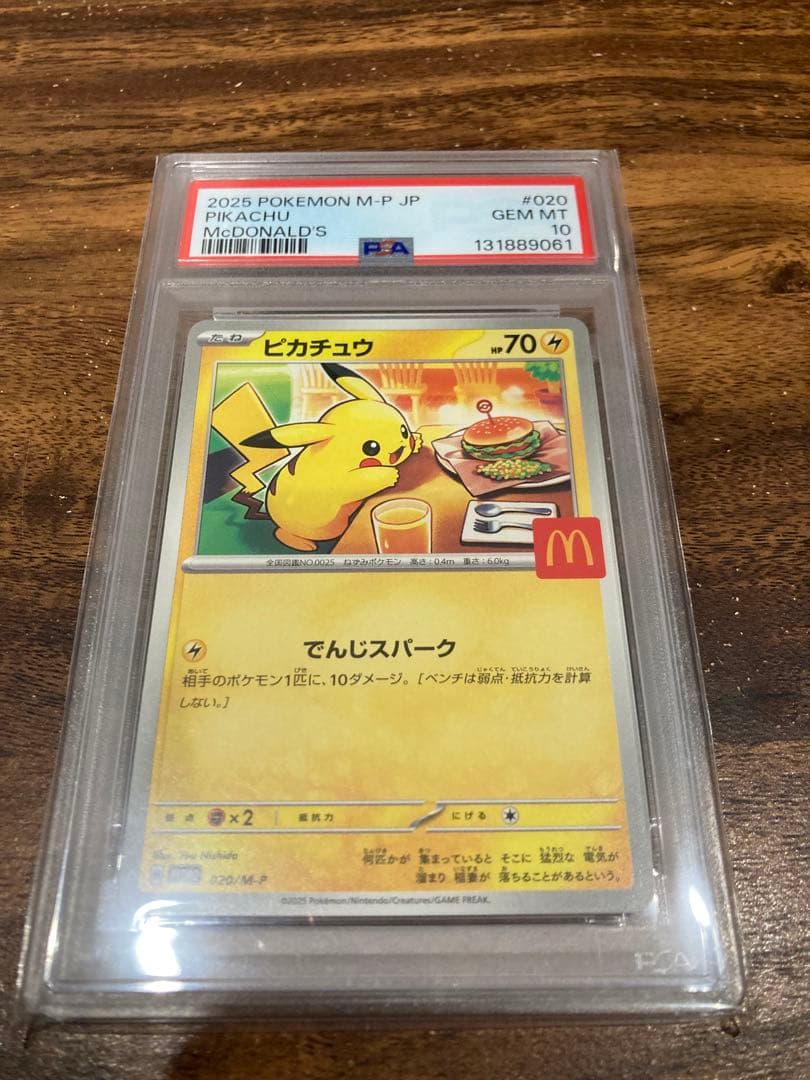 2025 POKEMON M-P JP #020
PIKACHU GEM MT
McDONALD'S 10
PSA 131889061
たね ピカチュウ HP 70
全国図鑑NO.0025 ねずみポケモン 高さ:0.4m 重さ:6.0kg
でんじスパーク
相手のポケモン1匹に、10ダメージ。[ベンチは弱点・抵抗力を計算
しない。]
弱点 ×2 抵抗力 にげる
Illus. Yuu Nishida
020/M-P
何匹かが 集まっていると そこに 猛烈な 電気が
溜まり 稲妻が 落ちることがあるという。
©2025 Pokémon/Nintendo/Creatures/GAME FREAK.
PSA